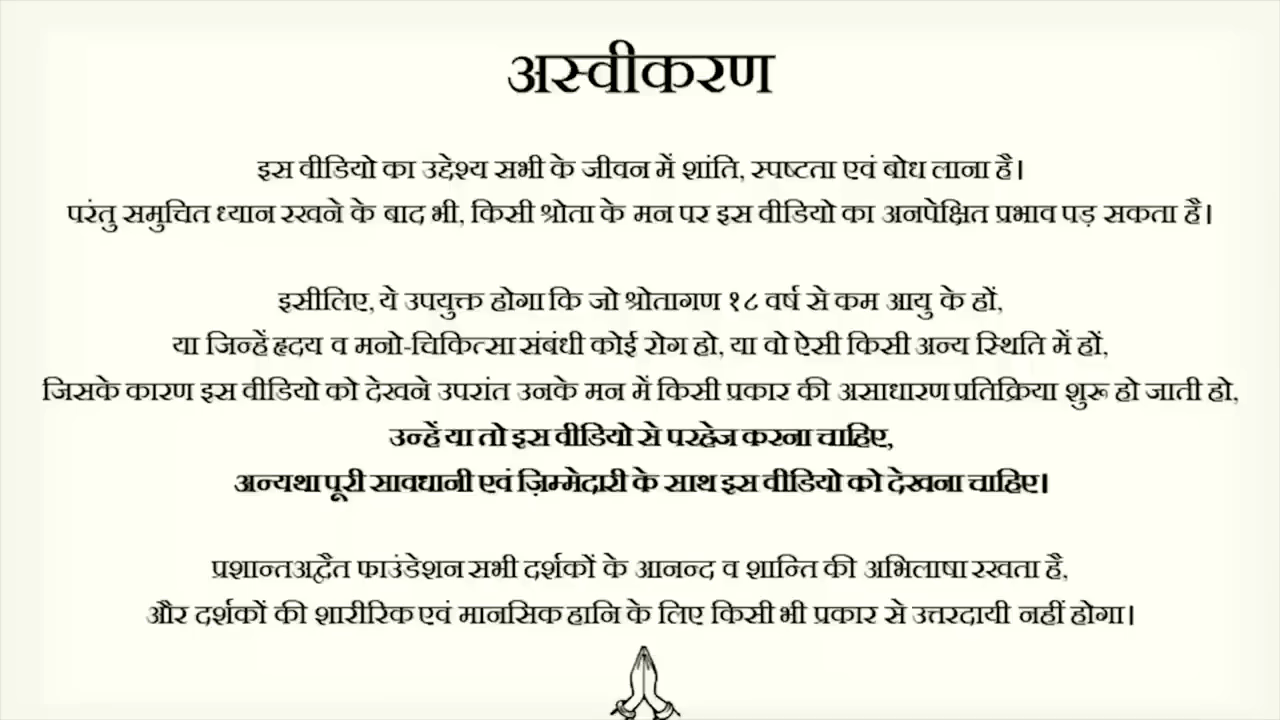 अस्वीकरण
इस वीडियो का उद्देश्य सभी के जीवन में शांति, स्पष्टता एवं बोध लाना है।
परंतु समुचित ध्यान रखने के बाद भी, किसी श्रोता के मन पर इस वीडियो का अनपेक्षित प्रभाव पड़ सकता है।
इसीलिए, ये उपयुक्त होगा कि जो श्रोतागण १८ वर्ष से कम आयु के हों,
या जिन्हें हृदय व मनो-चिकित्सा संबंधी कोई रोग हो, या वो ऐसी किसी अन्य स्थिति में हों,
जिसके कारण इस वीडियो को देखने उपरांत उनके मन में किसी प्रकार की असाधारण प्रतिक्रिया शुरू हो जाती हो,
उन्हें या तो इस वीडियो से परहेज करना चाहिए,
अन्यथा पूरी सावधानी एवं ज़िम्मेदारी के साथ इस वीडियो को देखना चाहिए।
प्रशान्तअद्वैत फाउंडेशन सभी दर्शकों के आनन्द व शान्ति की अभिलाषा रखता है,
और दर्शकों की शारीरिक एवं मानसिक हानि के लिए किसी भी प्रकार से उत्तरदायी नहीं होगा।